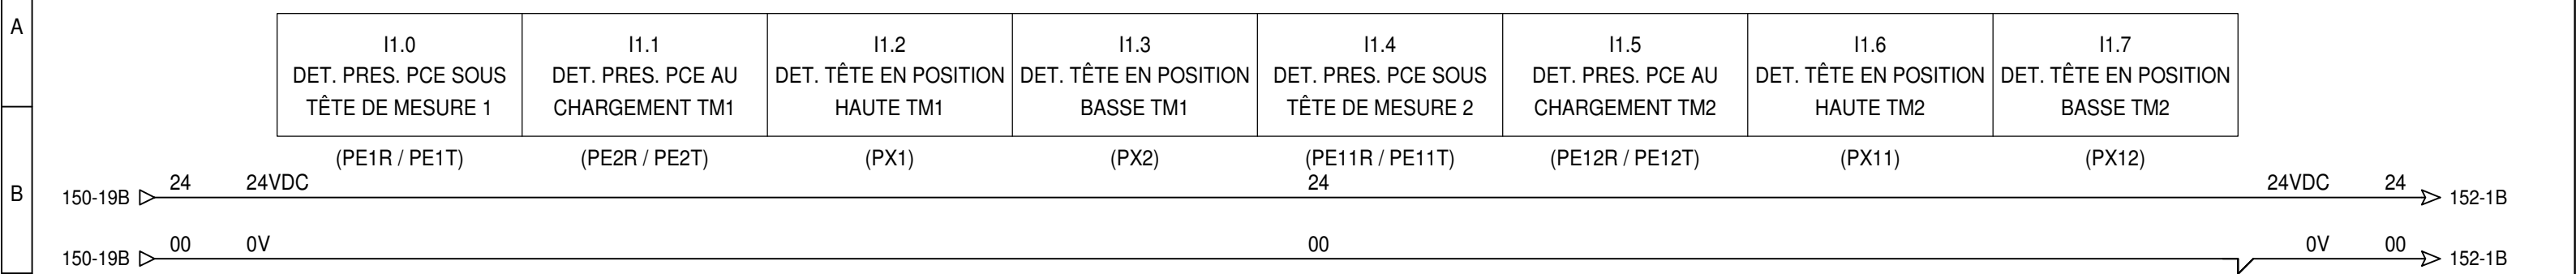 A
I1.0
DET. PRES. PCE SOUS
TÊTE DE MESURE 1
I1.1
DET. PRES. PCE AU
CHARGEMENT TM1
I1.2
DET. TÊTE EN POSITION
HAUTE TM1
I1.3
DET. TÊTE EN POSITION
BASSE TM1
I1.4
DET. PRES. PCE SOUS
TÊTE DE MESURE 2
I1.5
DET. PRES. PCE AU
CHARGEMENT TM2
I1.6
DET. TÊTE EN POSITION
HAUTE TM2
I1.7
DET. TÊTE EN POSITION
BASSE TM2
(PE1R / PE1T)
(PE2R / PE2T)
(PX1)
(PX2)
(PE11R / PE11T)
(PE12R / PE12T)
(PX11)
(PX12)
B
150-19B
24
24VDC
24
24VDC
24
152-1B
150-19B
00
0V
00
0V
00
152-1B